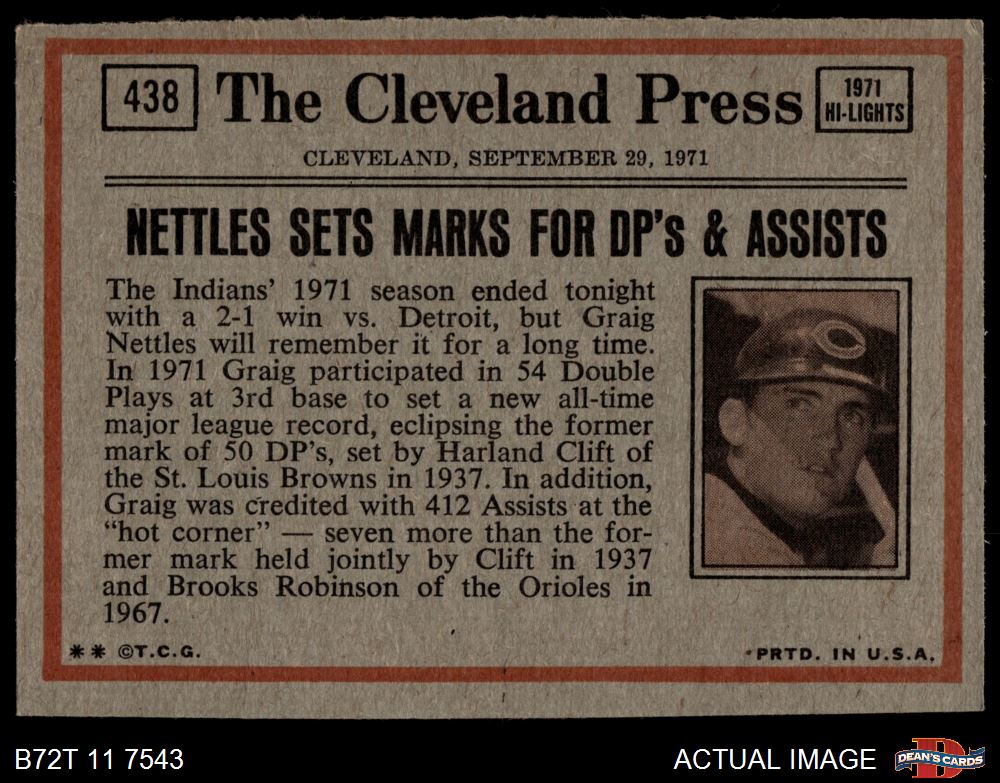 438
The Cleveland Press
1971
HI-LIGHTS
CLEVELAND, SEPTEMBER 29, 1971
NETTLES SETS MARKS FOR DP's & ASSISTS
The Indians' 1971 season ended tonight
with a 2-1 win vs. Detroit, but Graig
Nettles will remember it for a long time.
In 1971 Graig participated in 54 Double
Plays at 3rd base to set a new all-time
major league record, eclipsing the former
mark of 50 DP's, set by Harland Clift of
the St. Louis Browns in 1937. In addition,
Graig was credited with 412 Assists at the
"hot corner" — seven more than the for-
mer mark held jointly by Clift in 1937
and Brooks Robinson of the Orioles in
1967.
** ©T.C.G.
PRTD. IN U.S.A.
B72T 11 7543
ACTUAL IMAGE
D
DEAN'S CARDS